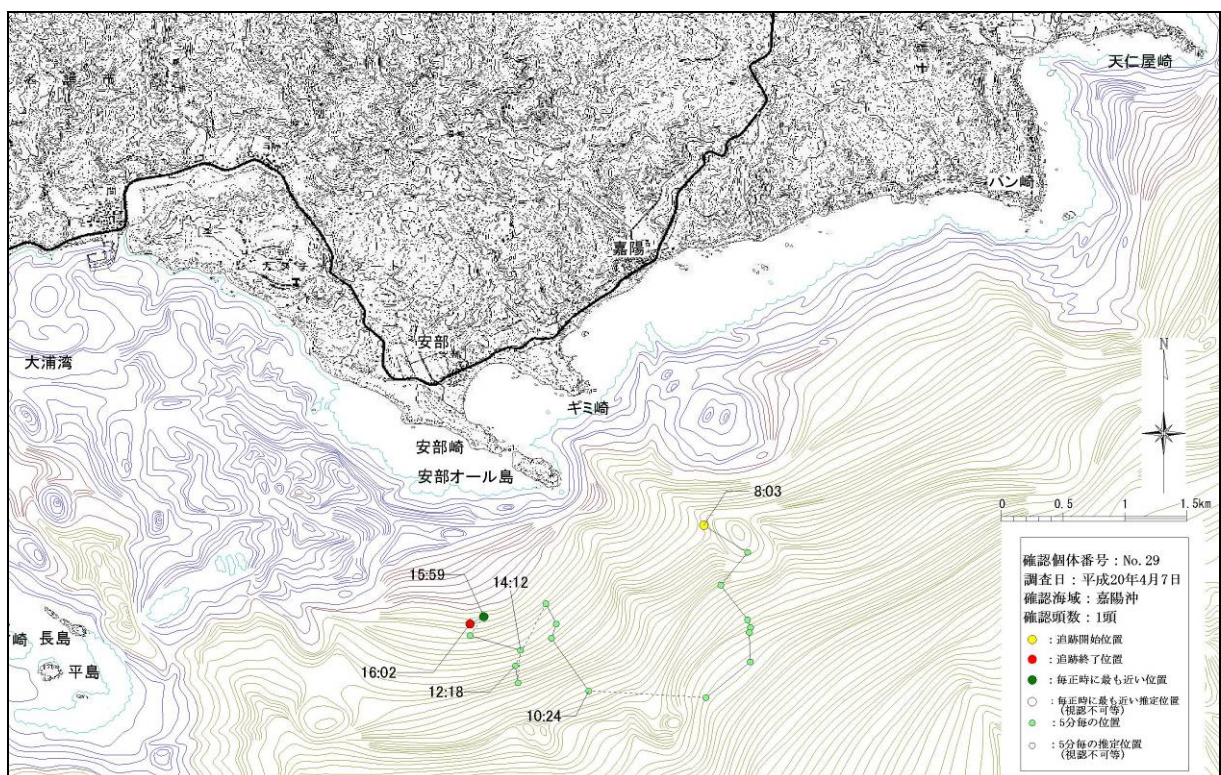 天仁屋崎
バン崎
嘉陽
安部
大浦湾
ギミ崎
安部崎
安部オール島
8:03
15:59
14:12
16:02
12:18
10:24
長島
平島
崎
N
0 0.5 1 1.5km
確認個体番号:No.29
調査日:平成20年4月7日
確認海域:嘉陽沖
確認頭数:1頭
:追跡開始位置
:追跡終了位置
:毎正時に最も近い位置
:毎正時に最も近い推定位置
(視認不可等)
:5分毎の位置
:5分毎の推定位置
(視認不可等)